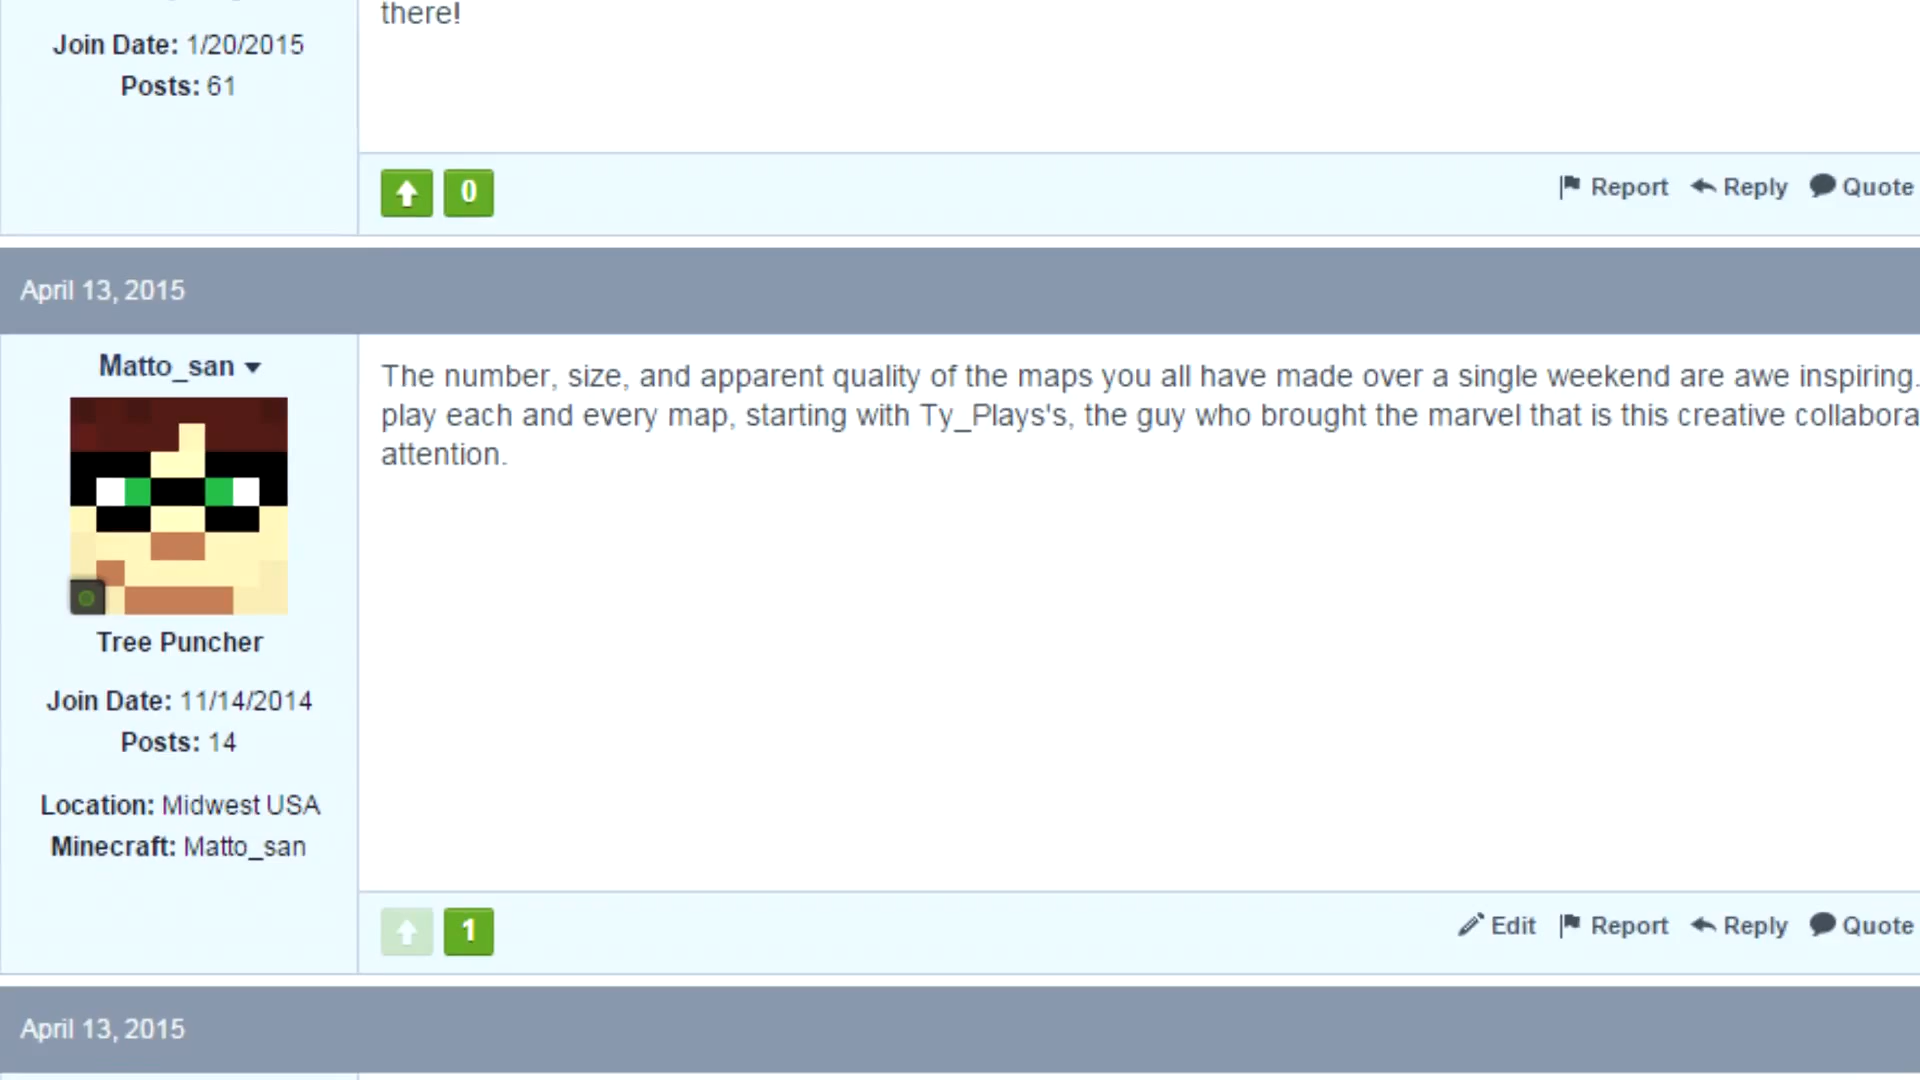 there!
Join Date: 1/20/2015
Posts: 61
0
Report Reply Quote
April 13, 2015
Matto_san
The number, size, and apparent quality of the maps you all have made over a single weekend are awe inspiring.
play each and every map, starting with Ty_Plays's, the guy who brought the marvel that is this creative collabora
attention.
Tree Puncher
Join Date: 11/14/2014
Posts: 14
Location: Midwest USA
Minecraft: Matto_san
1
Edit Report Reply Quote
April 13, 2015